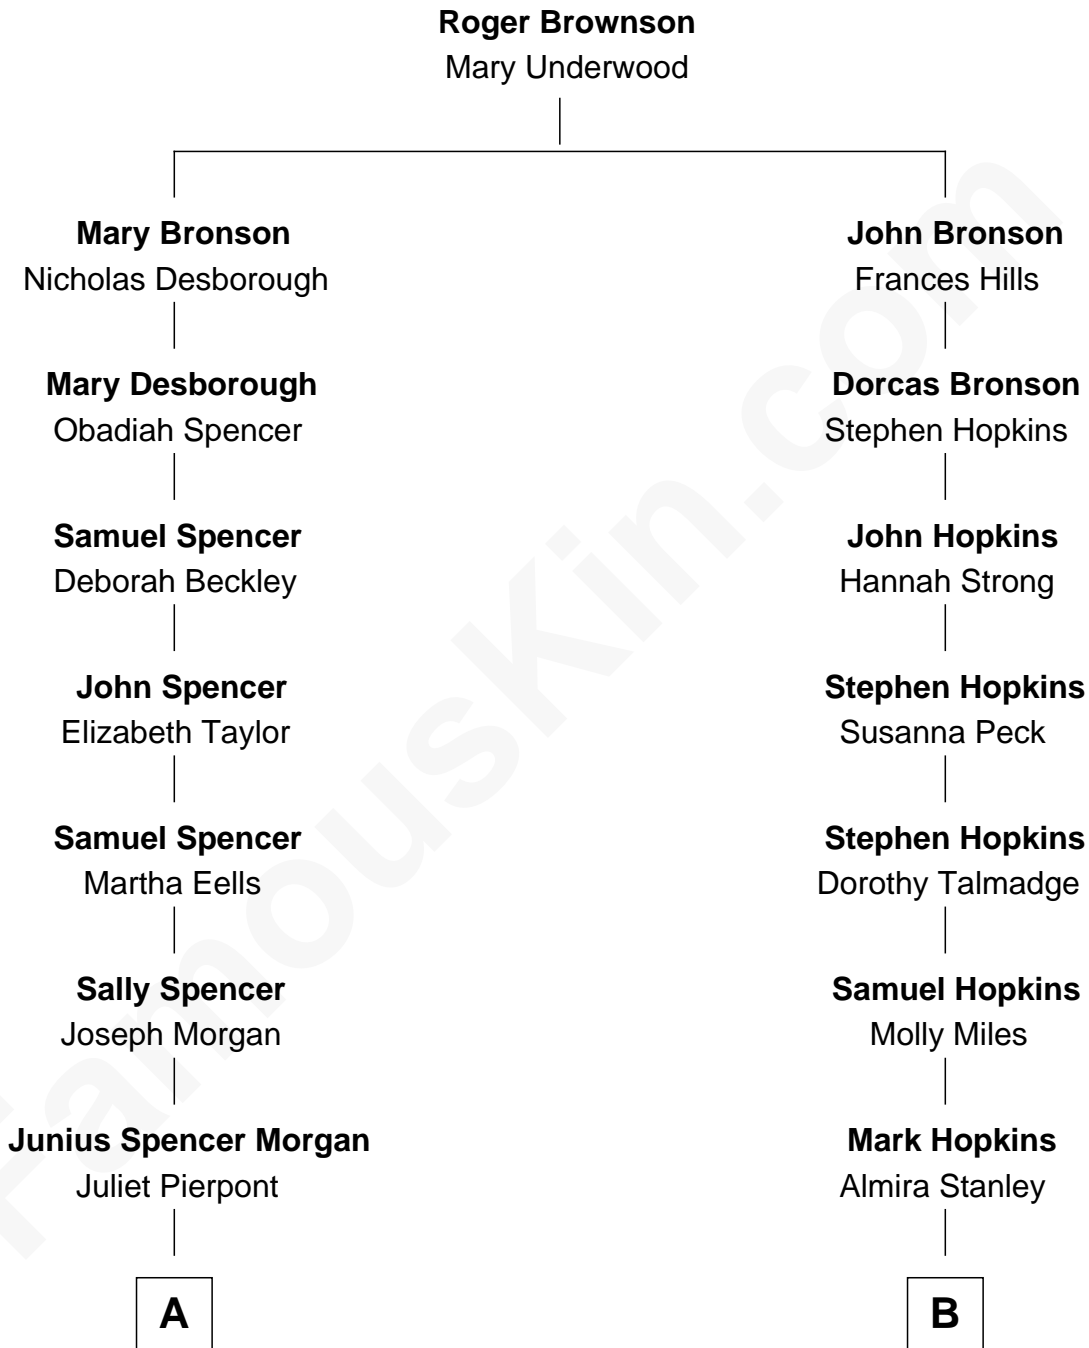 Roger Brownson
Mary Underwood
Mary Bronson
Nicholas Desborough
John Bronson
Frances Hills
Mary Desborough
Obadiah Spencer
Dorcas Bronson
Stephen Hopkins
Samuel Spencer
Deborah Beckley
John Hopkins
Hannah Strong
John Spencer
Elizabeth Taylor
Stephen Hopkins
Susanna Peck
Samuel Spencer
Martha Eells
Stephen Hopkins
Dorothy Talmadge
Sally Spencer
Joseph Morgan
Samuel Hopkins
Molly Miles
Junius Spencer Morgan
Juliet Pierpont
Mark Hopkins
Almira Stanley
A
B
FamousKin.com